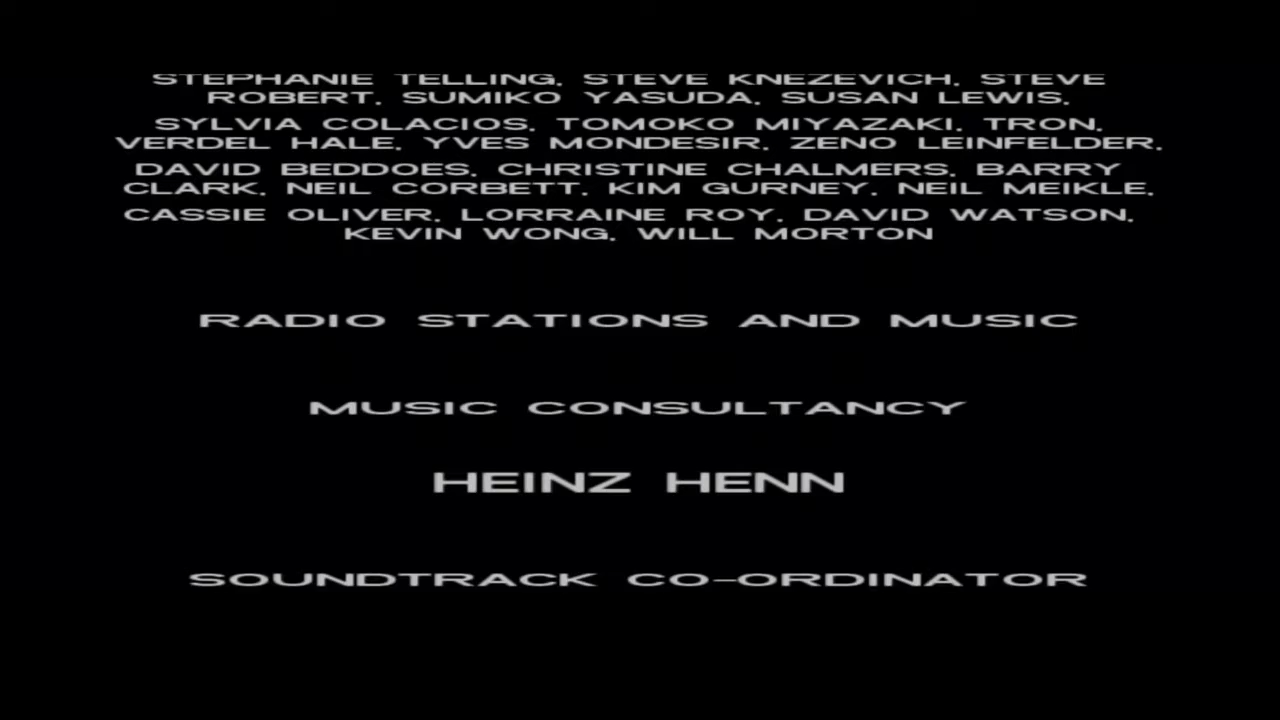 STEPHANIE TELLING, STEVE KNEZEVICH, STEVE
ROBERT, SUMIKO YASUDA, SUSAN LEWIS,
SYLVIA COLACIOS, TOMOKO MIYAZAKI, TRON,
VERDEL HALE, YVES MONDESIR, ZENO LEINFELDER,
DAVID BEDDOES, CHRISTINE CHALMERS, BARRY
CLARK, NEIL CORBETT, KIM GURNEY, NEIL MEIKLE,
CASSIE OLIVER, LORRAINE ROY, DAVID WATSON,
KEVIN WONG, WILL MORTON
RADIO STATIONS AND MUSIC
MUSIC CONSULTANCY
HEINZ HENN
SOUNDTRACK CO-ORDINATOR